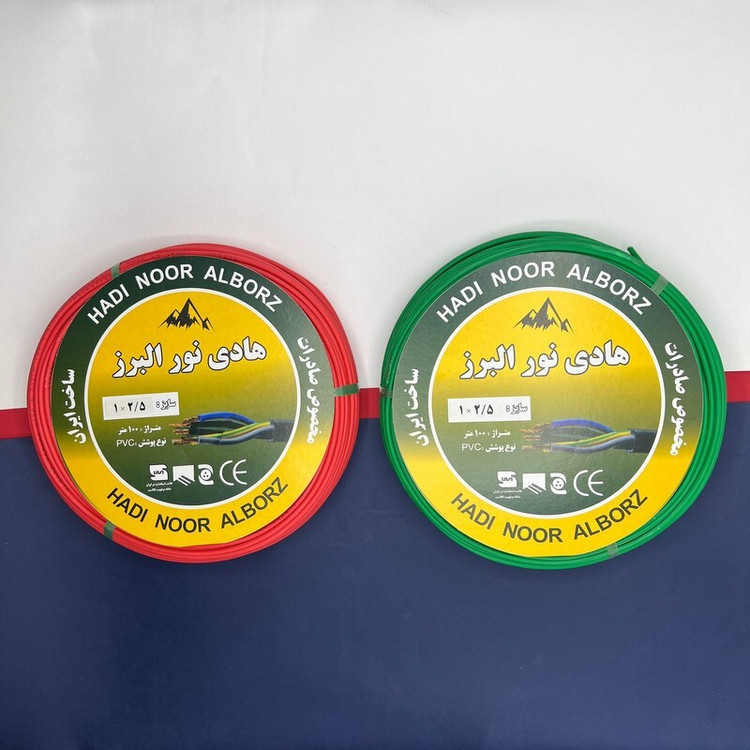 HADI NOOR ALBORZ
هادی نور البرز
سایز: ۱×۲/۵
متراژ: ۱۰۰ متر
نوع پوشش: PVC
CE
ساخت ایران
مخصوص صادرات
HADI NOOR ALBORZ
HADI NOOR ALBORZ
هادی نور البرز
سایز: ۱×۲/۵
متراژ: ۱۰۰ متر
نوع پوشش: PVC
CE
ساخت ایران
مخصوص صادرات
HADI NOOR ALBORZ